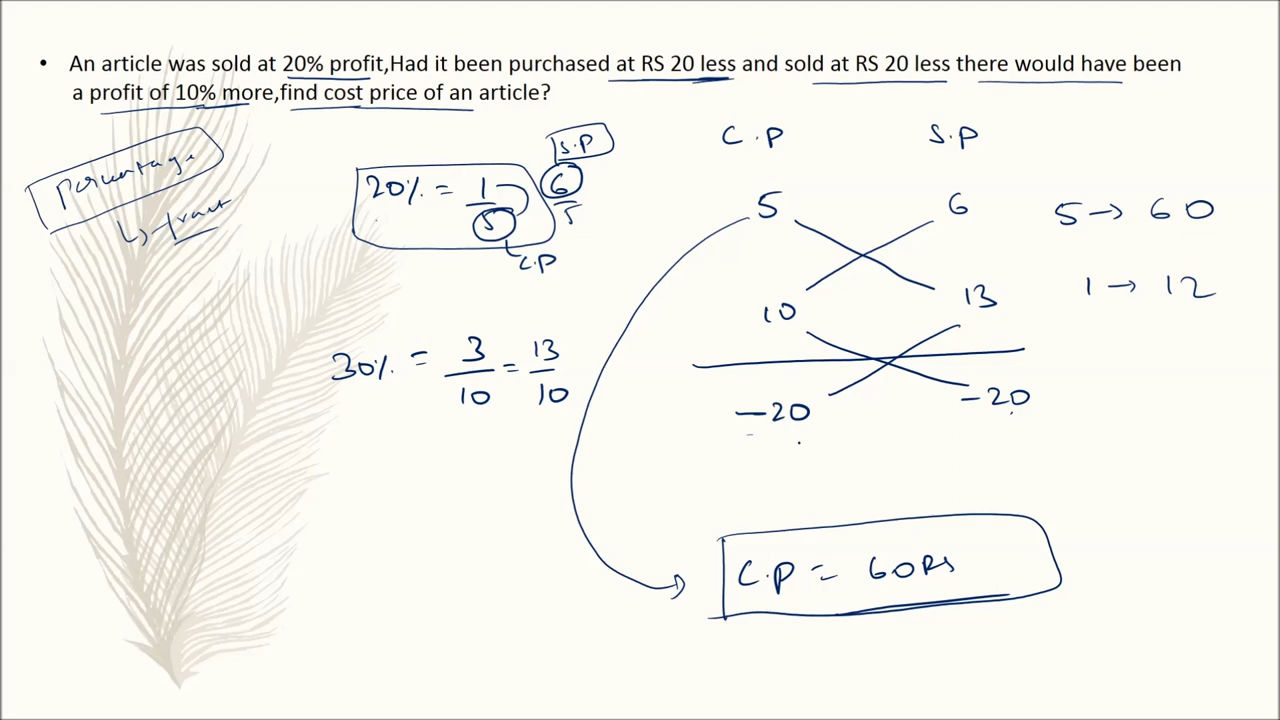 • An article was sold at 20% profit,Had it been purchased at RS 20 less and sold at RS 20 less there would have been
a profit of 10% more,find cost price of an article?
Percentage
↳ fract
20% = 1/5
6/5
S.P
C.P
30% = 3/10 = 13/10
C.P S.P
5 6
10 13
-20 -20
5 → 60
1 → 12
C.P = 60Rs